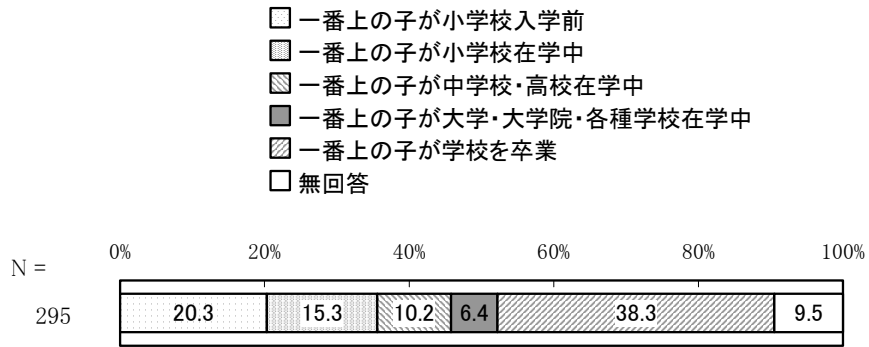 一番上の子が小学校入学前
一番上の子が小学校在学中
一番上の子が中学校・高校在学中
一番上の子が大学・大学院・各種学校在学中
一番上の子が学校を卒業
無回答
0% 20% 40% 60% 80% 100%
N =
295 20.3 15.3 10.2 6.4 38.3 9.5